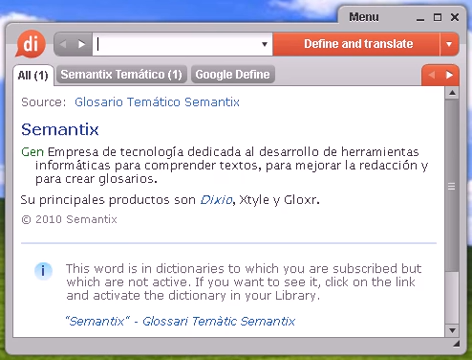 Menu
di
Define and translate
All (1)
Semantix Temático (1)
Google Define
Source: Glosario Temático Semantix
Semantix
Gen Empresa de tecnología dedicada al desarrollo de herramientas
informáticas para comprender textos, para mejorar la redacción y
para crear glosarios.
Su principales productos son Dixio, Xtyle y Gloxr.
© 2010 Semantix
i
This word is in dictionaries to which you are subscribed but
which are not active. If you want to see it, click on the link
and activate the dictionary in your Library.
"Semantix" - Glossari Temàtic Semantix